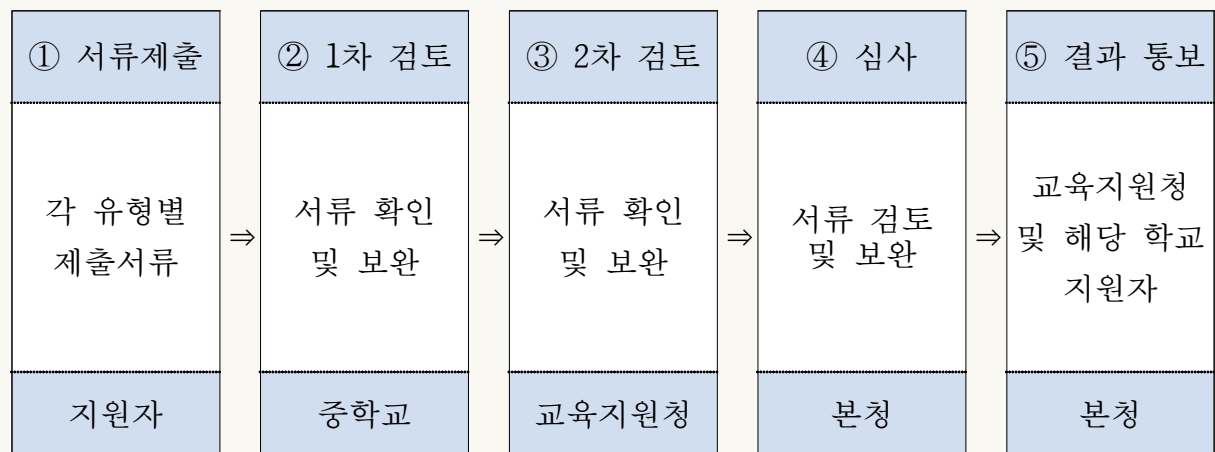 ① 서류제출
각 유형별
제출서류
지원자
⇒
② 1차 검토
서류 확인
및 보완
중학교
⇒
③ 2차 검토
서류 확인
및 보완
교육지원청
⇒
④ 심사
서류 검토
및 보완
본청
⇒
⑤ 결과 통보
교육지원청
및 해당 학교
지원자
본청